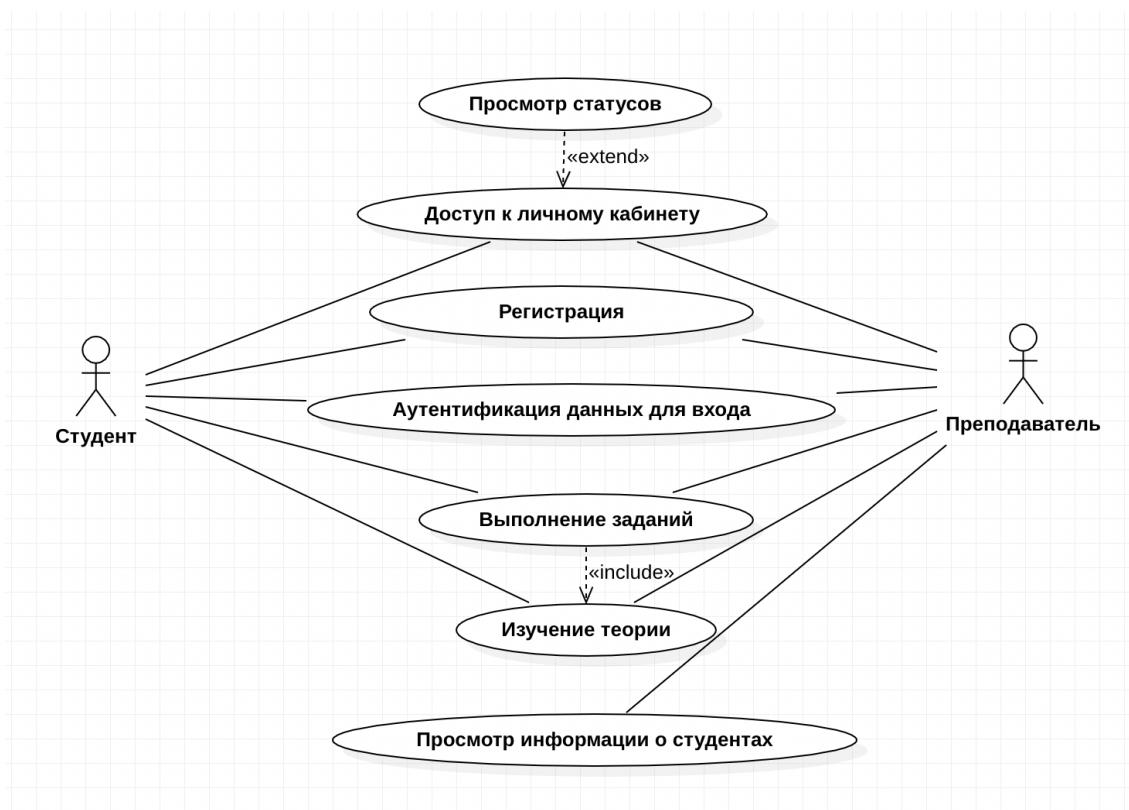 Просмотр статусов
«extend»
Доступ к личному кабинету
Регистрация
Аутентификация данных для входа
Студент
Преподаватель
Выполнение заданий
«include»
Изучение теории
Просмотр информации о студентах